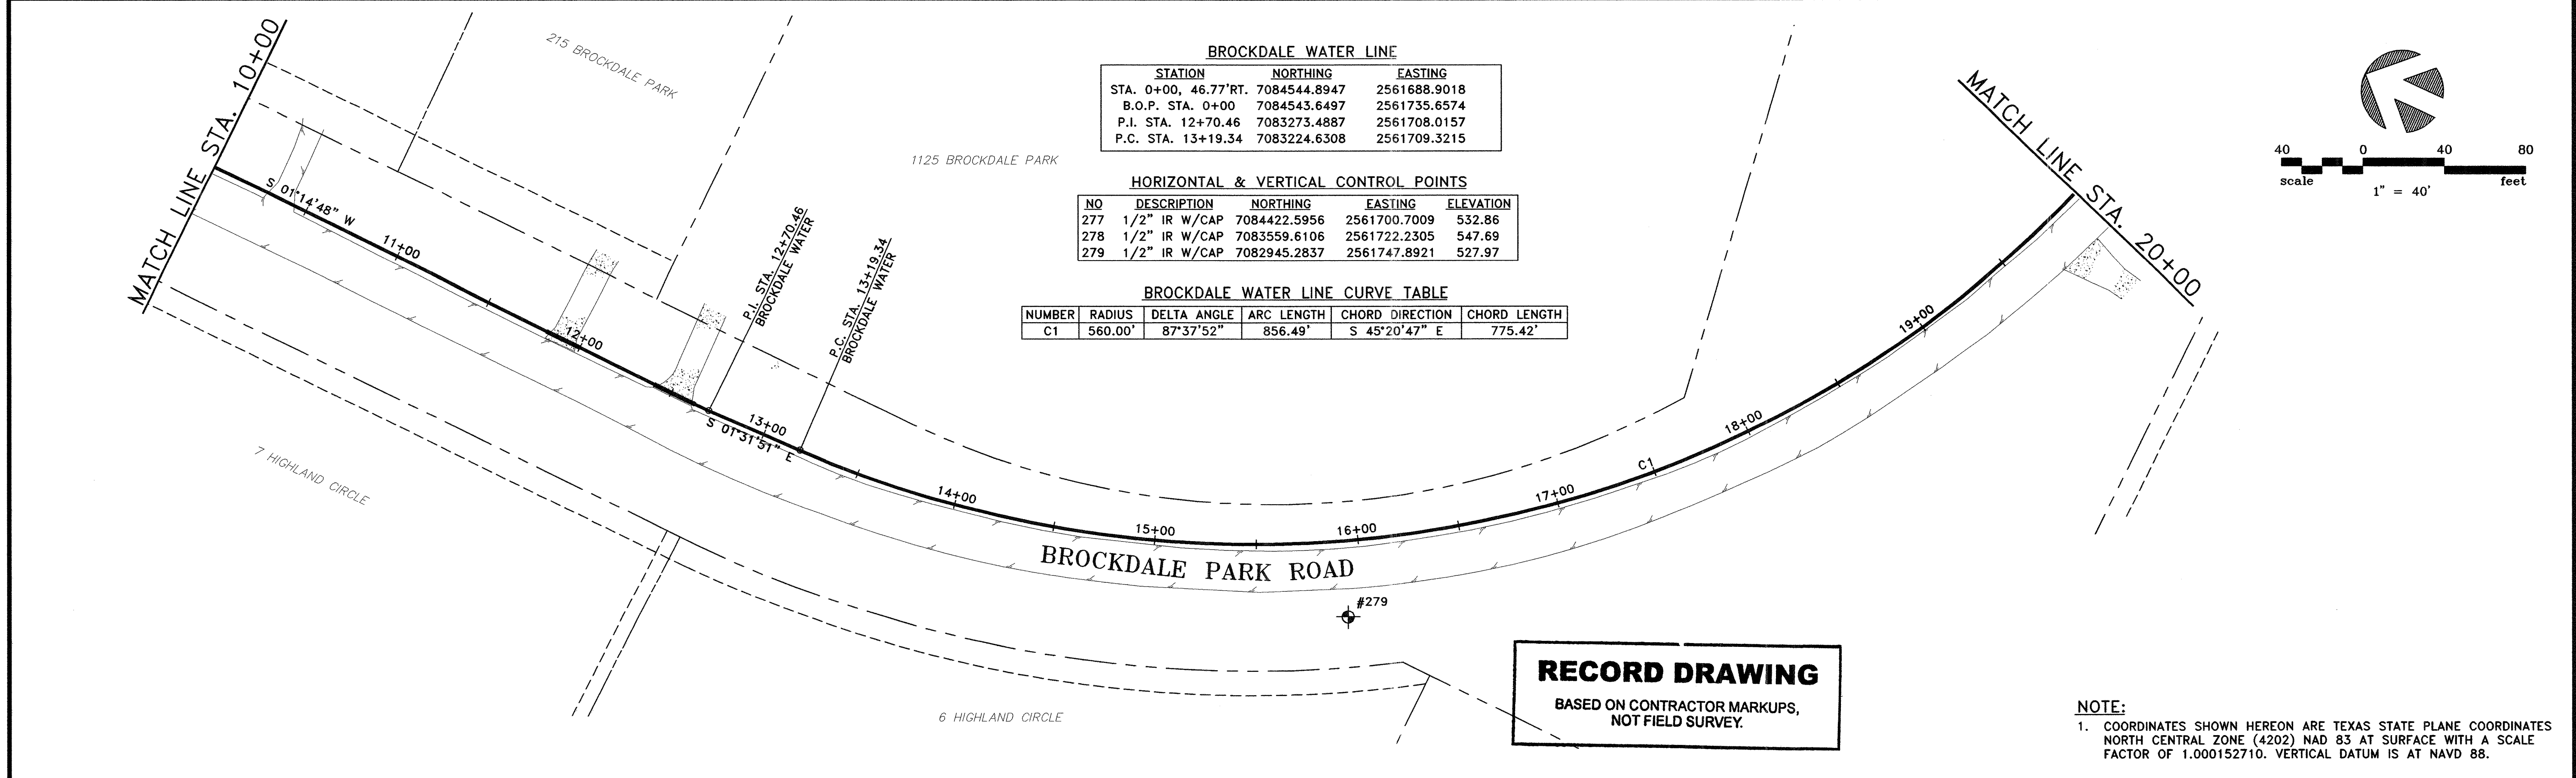 MATCH LINE STA. 10+00
215 BROCKDALE PARK
1125 BROCKDALE PARK
S 01°14'48" W
11+00
12+00
P.I. STA. 12+70.46
BROCKDALE WATER
P.C. STA. 13+19.34
BROCKDALE WATER
13+00
S 01°31'51" E
14+00
15+00
16+00
17+00
C1
18+00
19+00
MATCH LINE STA. 20+00
BROCKDALE PARK ROAD
#279
7 HIGHLAND CIRCLE
6 HIGHLAND CIRCLE
BROCKDALE WATER LINE
STATION NORTHING EASTING
STA. 0+00, 46.77'RT. 7084544.8947 2561688.9018
B.O.P. STA. 0+00 7084543.6497 2561735.6574
P.I. STA. 12+70.46 7083273.4887 2561708.0157
P.C. STA. 13+19.34 7083224.6308 2561709.3215
HORIZONTAL & VERTICAL CONTROL POINTS
NO DESCRIPTION NORTHING EASTING ELEVATION
277 1/2" IR W/CAP 7084422.5956 2561700.7009 532.86
278 1/2" IR W/CAP 7083559.6106 2561722.2305 547.69
279 1/2" IR W/CAP 7082945.2837 2561747.8921 527.97
BROCKDALE WATER LINE CURVE TABLE
NUMBER RADIUS DELTA ANGLE ARC LENGTH CHORD DIRECTION CHORD LENGTH
C1 560.00' 87°37'52" 856.49' S 45°20'47" E 775.42'
40 0 40 80
scale feet
1" = 40'
RECORD DRAWING
BASED ON CONTRACTOR MARKUPS,
NOT FIELD SURVEY.
NOTE:
1. COORDINATES SHOWN HEREON ARE TEXAS STATE PLANE COORDINATES
NORTH CENTRAL ZONE (4202) NAD 83 AT SURFACE WITH A SCALE
FACTOR OF 1.000152710. VERTICAL DATUM IS AT NAVD 88.